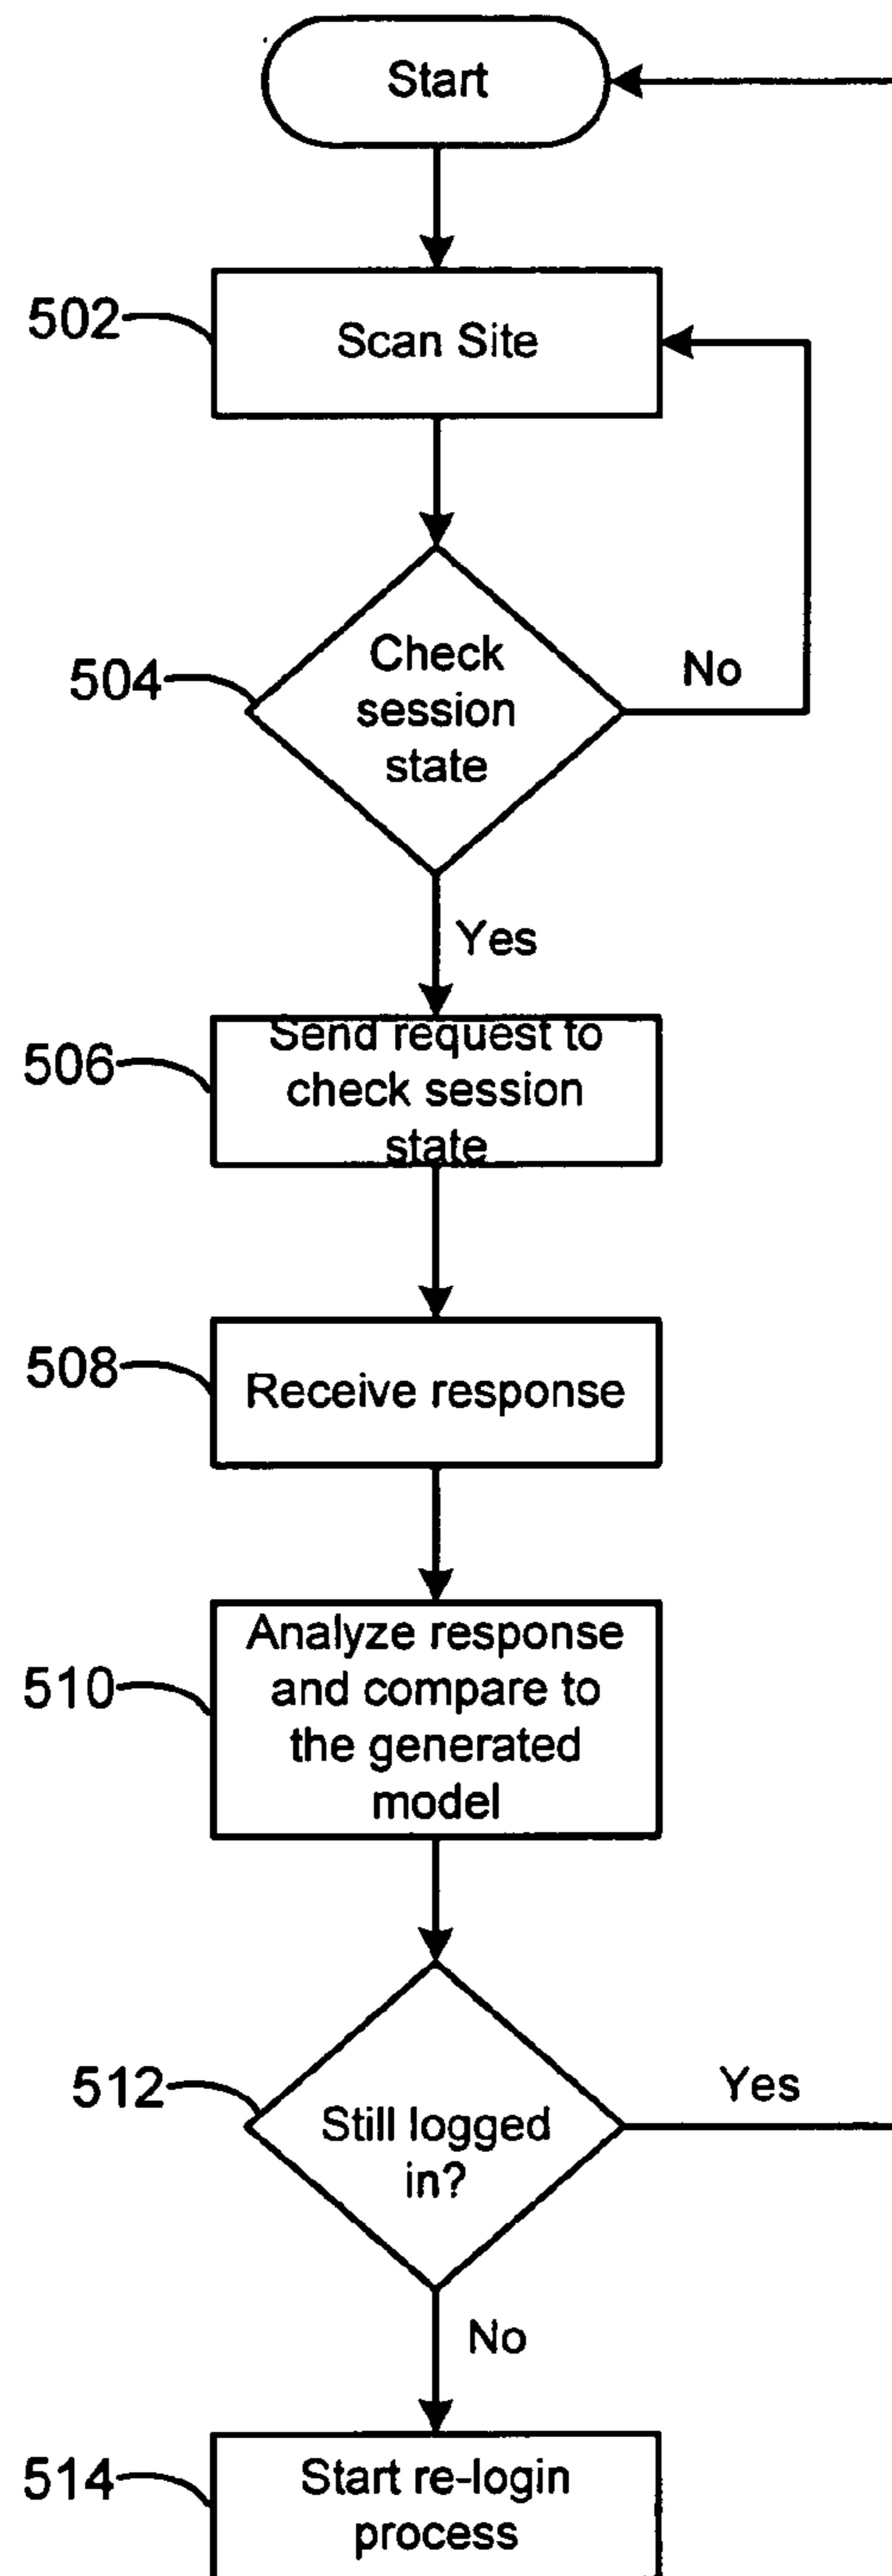 Start
502
Scan Site
504
Check
session
state
No
Yes
506
Send request to
check session
state
508
Receive response
510
Analyze response
and compare to
the generated
model
512
Still logged
in?
Yes
No
514
Start re-login
process